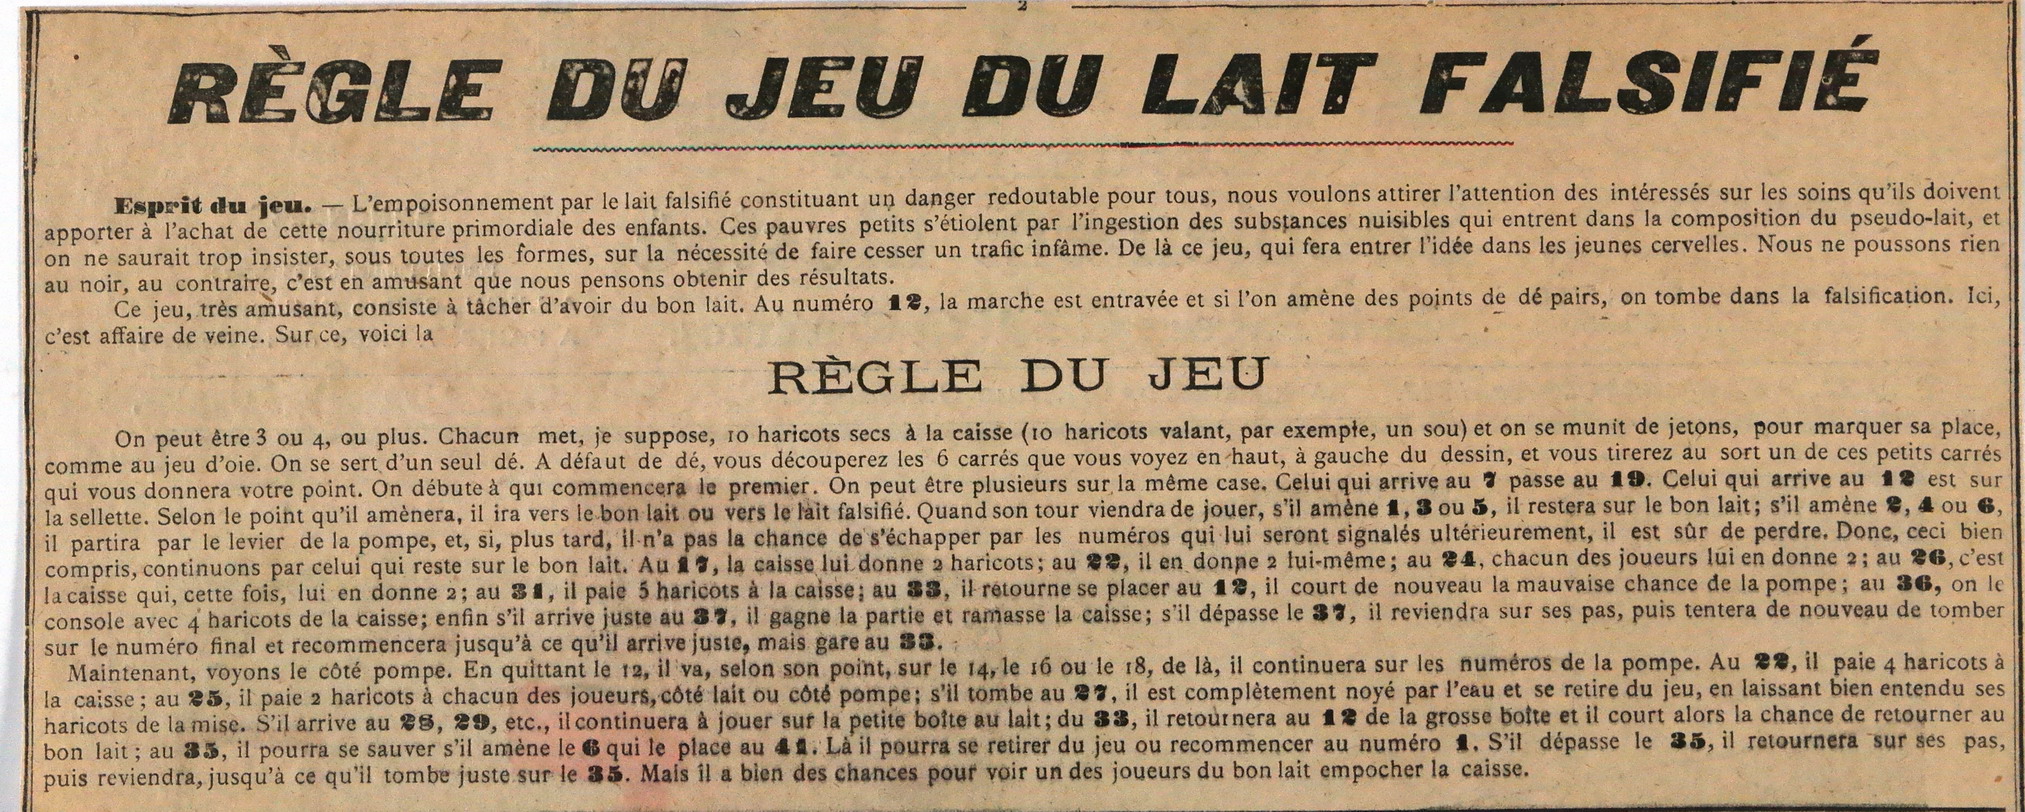 2
RÈGLE DU JEU DU LAIT FALSIFIÉ
Esprit du jeu. — L'empoisonnement par le lait falsifié constituant un danger redoutable pour tous, nous voulons attirer l'attention des intéressés sur les soins qu'ils doivent
apporter à l'achat de cette nourriture primordiale des enfants. Ces pauvres petits s'étiolent par l'ingestion des substances nuisibles qui entrent dans la composition du pseudo-lait, et
on ne saurait trop insister, sous toutes les formes, sur la nécessité de faire cesser un trafic infâme. De là ce jeu, qui fera entrer l'idée dans les jeunes cervelles. Nous ne poussons rien
au noir, au contraire, c'est en amusant que nous pensons obtenir des résultats.
Ce jeu, très amusant, consiste à tâcher d'avoir du bon lait. Au numéro 12, la marche est entravée et si l'on amène des points de dé pairs, on tombe dans la falsification. Ici,
c'est affaire de veine. Sur ce, voici la
RÈGLE DU JEU
On peut être 3 ou 4, ou plus. Chacun met, je suppose, 10 haricots secs à la caisse (10 haricots valant, par exemple, un sou) et on se munit de jetons, pour marquer sa place,
comme au jeu d'oie. On se sert d'un seul dé. A défaut de dé, vous découperez les 6 carrés que vous voyez en haut, à gauche du dessin, et vous tirerez au sort un de ces petits carrés
qui vous donnera votre point. On débute à qui commencera le premier. On peut être plusieurs sur la même case. Celui qui arrive au 7 passe au 19. Celui qui arrive au 12 est sur
la sellette. Selon le point qu'il amènera, il ira vers le bon lait ou vers le lait falsifié. Quand son tour viendra de jouer, s'il amène 1, 3 ou 5, il restera sur le bon lait; s'il amène 2, 4 ou 6,
il partira par le levier de la pompe, et, si, plus tard, il n'a pas la chance de s'échapper par les numéros qui lui seront signalés ultérieurement, il est sûr de perdre. Donc, ceci bien
compris, continuons par celui qui reste sur le bon lait. Au 17, la caisse lui donne 2 haricots; au 22, il en donne 2 lui-même; au 24, chacun des joueurs lui en donne 2; au 26, c'est
la caisse qui, cette fois, lui en donne 2; au 31, il paie 5 haricots à la caisse; au 33, il retourne se placer au 12, il court de nouveau la mauvaise chance de la pompe; au 36, on le
console avec 4 haricots de la caisse; enfin s'il arrive juste au 37, il gagne la partie et ramasse la caisse; s'il dépasse le 37, il reviendra sur ses pas, puis tentera de nouveau de tomber
sur le numéro final et recommencera jusqu'à ce qu'il arrive juste, mais gare au 33.
Maintenant, voyons le côté pompe. En quittant le 12, il va, selon son point, sur le 14, le 16 ou le 18, de là, il continuera sur les numéros de la pompe. Au 22, il paie 4 haricots à
la caisse; au 25, il paie 2 haricots à chacun des joueurs, côté lait ou côté pompe; s'il tombe au 27, il est complètement noyé par l'eau et se retire du jeu, en laissant bien entendu ses
haricots de la mise. S'il arrive au 28, 29, etc., il continuera à jouer sur la petite boîte au lait; du 33, il retournera au 12 de la grosse boîte et il court alors la chance de retourner au
bon lait; au 35, il pourra se sauver s'il amène le 6 qui le place au 41. Là il pourra se retirer du jeu ou recommencer au numéro 1. S'il dépasse le 35, il retournera sur ses pas,
puis reviendra, jusqu'à ce qu'il tombe juste sur le 35. Mais il a bien des chances pour voir un des joueurs du bon lait empocher la caisse.